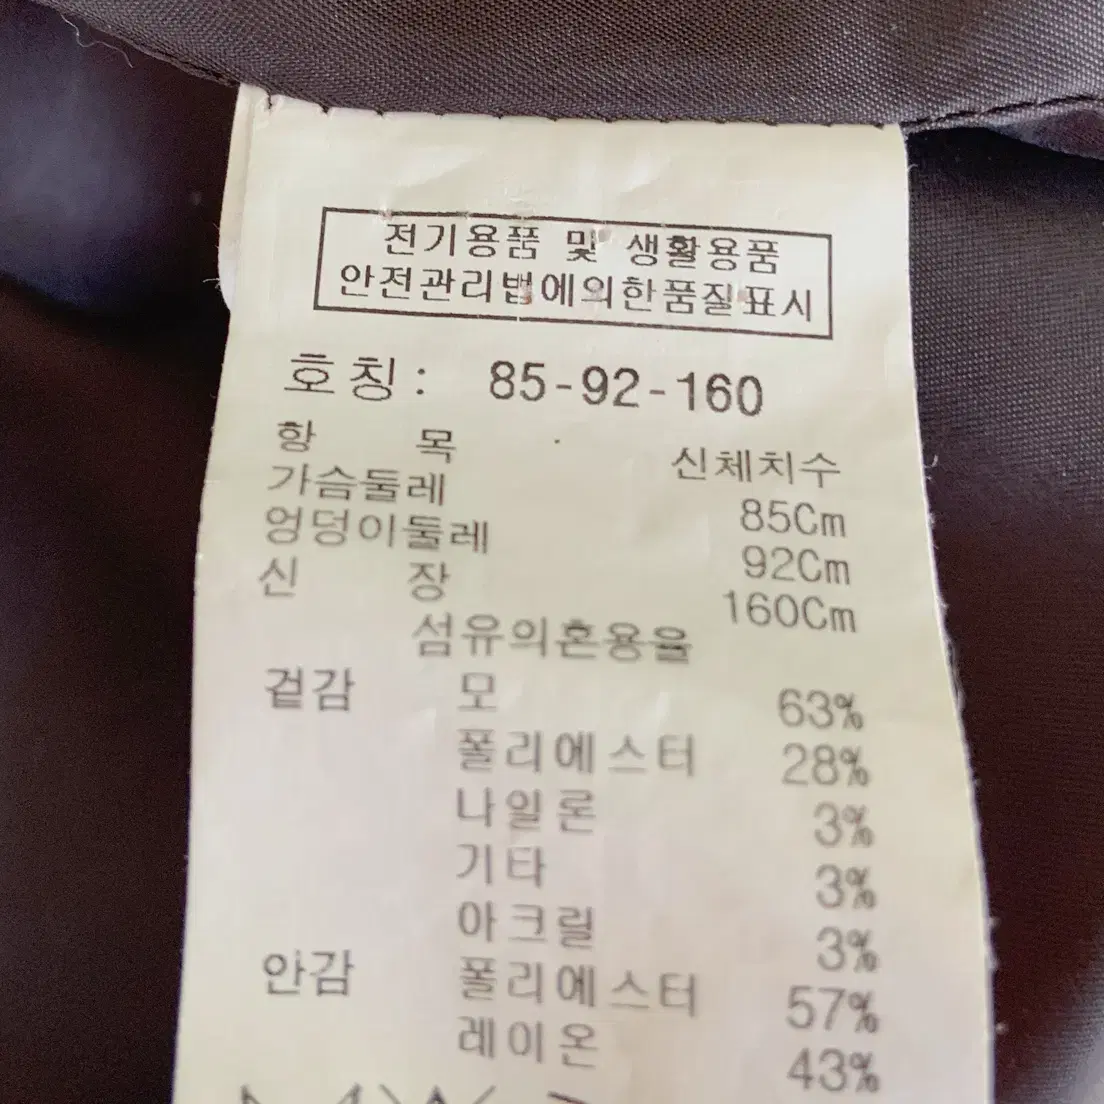 전기용품 및 생활용품
안전관리법에의한품질표시
호칭: 85-92-160
항 목 신체치수
가슴둘레 85Cm
엉덩이둘레 92Cm
신 장 160Cm
섬유의혼용율
겉감 모 63%
폴리에스터 28%
나일론 3%
기타 3%
아크릴 3%
안감 폴리에스터 57%
레이온 43%